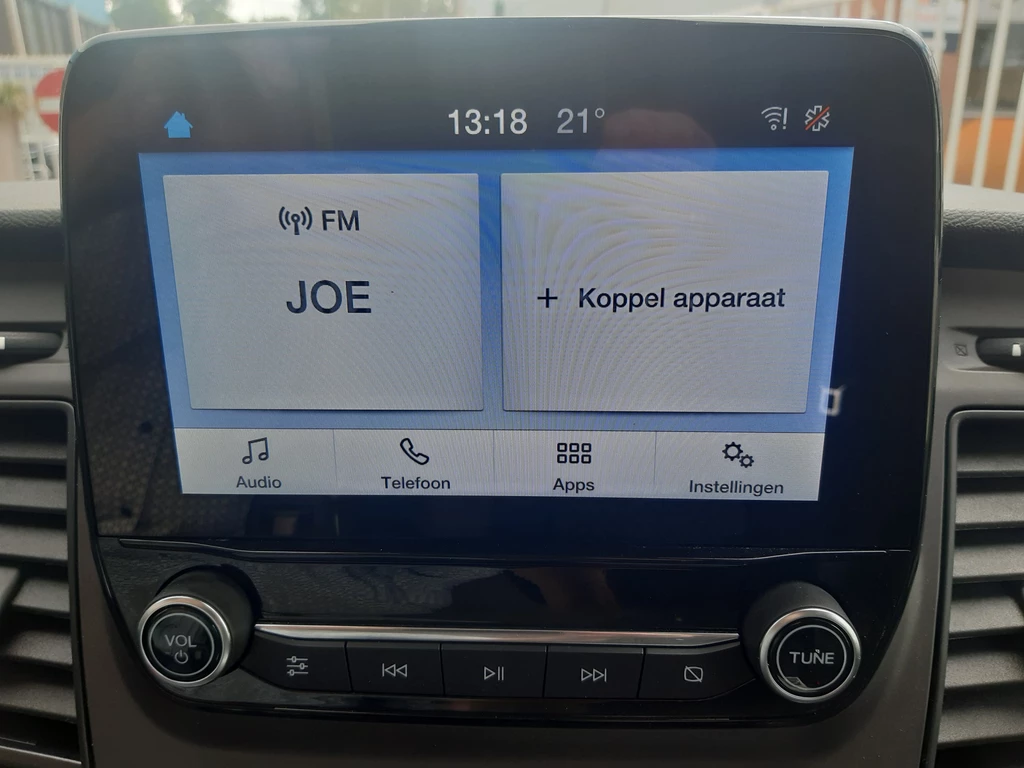 13:18 21°
FM
JOE
+ Koppel apparaat
Audio
Telefoon
Apps
Instellingen
VOL
TUNE